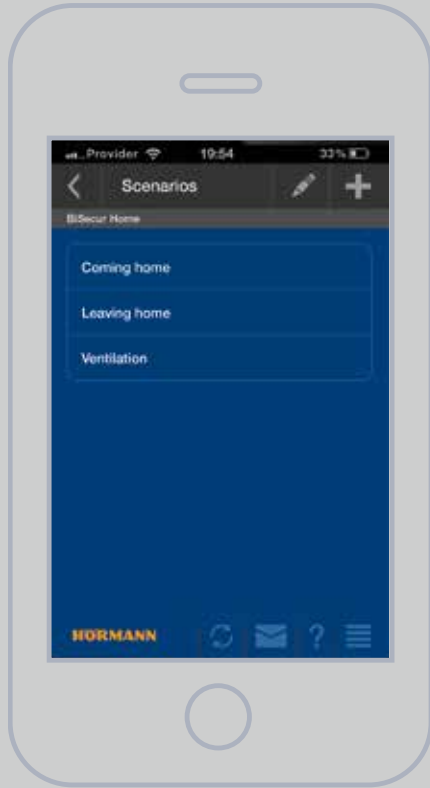 Provider 19:54 33%
Scenarios
BiSecur Home
Coming home
Leaving home
Ventilation
HÖRMANN
?